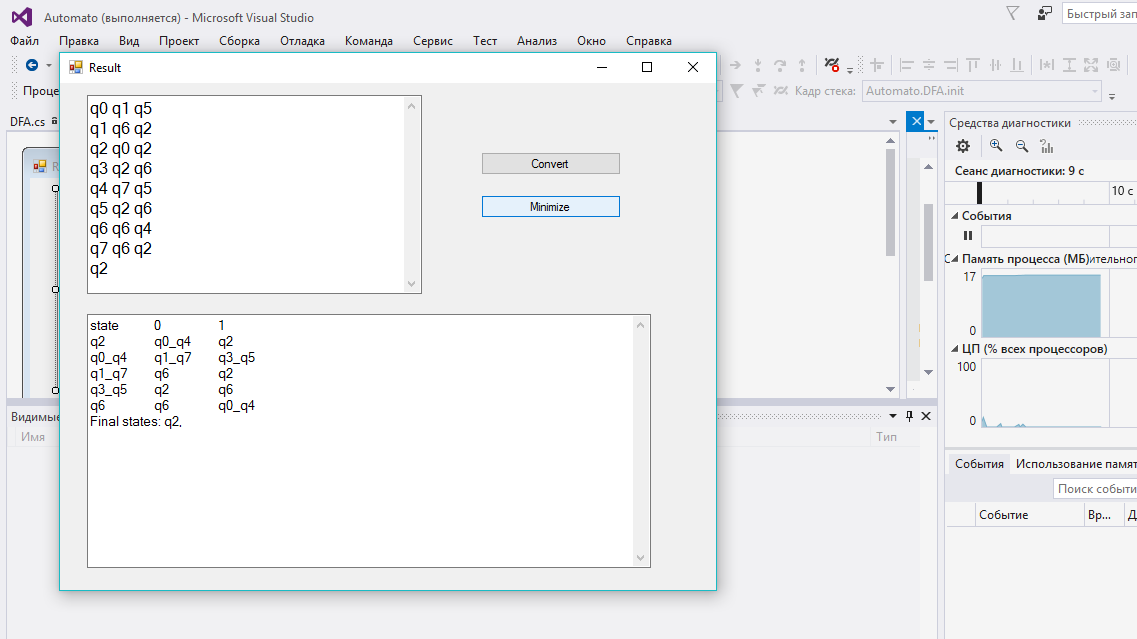 Automato (выполняется) - Microsoft Visual Studio
Быстрый зап
Файл Правка Вид Проект Сборка Отладка Команда Сервис Тест Анализ Окно Справка
Result
Проце
Кадр стека: Automato.DFA.init
DFA.cs
q0 q1 q5
q1 q6 q2
q2 q0 q2
q3 q2 q6
q4 q7 q5
q5 q2 q6
q6 q6 q4
q7 q6 q2
q2
Convert
Minimize
state 0 1
q2 q0_q4 q2
q0_q4 q1_q7 q3_q5
q1_q7 q6 q2
q3_q5 q2 q6
q6 q6 q0_q4
Final states: q2,
Видимые
Имя
Тип
Средства диагностики
Сеанс диагностики: 9 с
10 с
События
Память процесса (МБ)
17
0
ЦП (% всех процессоров)
100
0
События Использование памят
Поиск событи
Событие Вр... Д